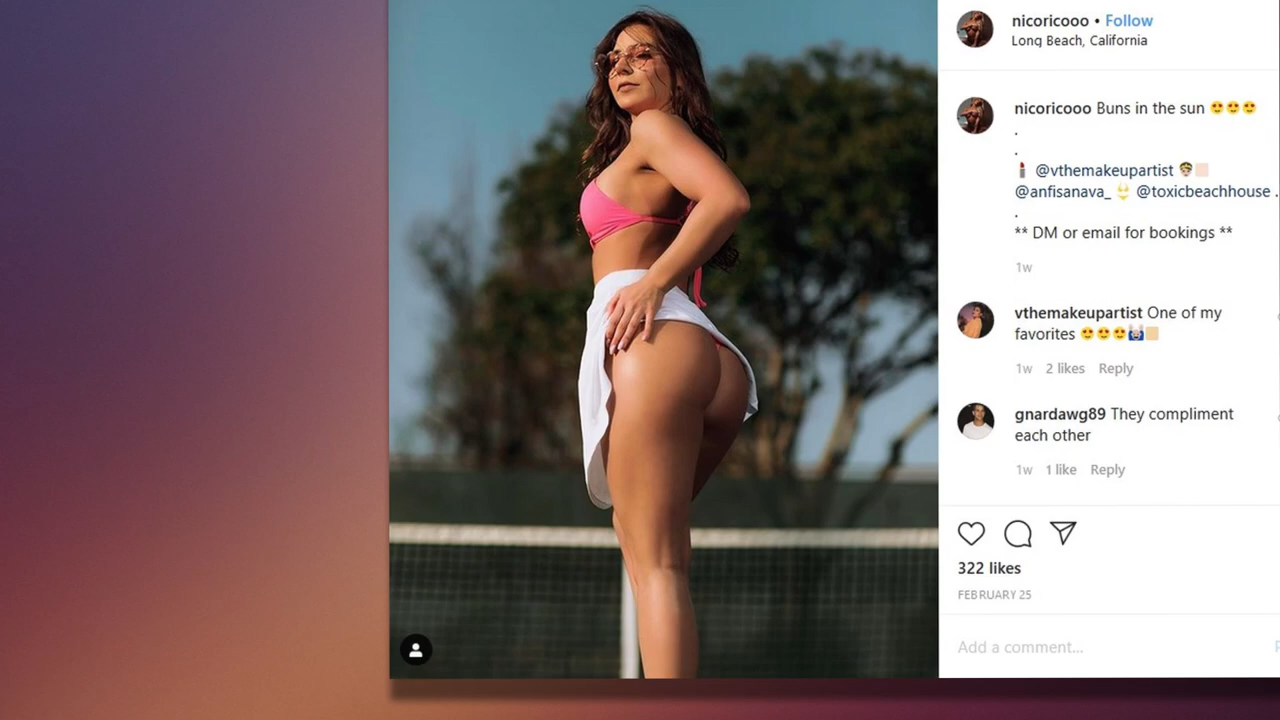 nicoricooo • Follow
Long Beach, California
nicoricooo Buns in the sun 😍😍😍
.
.
💄 @vthemakeupartist
@anfisanava_ 👙 @toxicbeachhouse .
.
** DM or email for bookings **
1w
vthemakeupartist One of my
favorites 😍😍😍🙌🏼
1w 2 likes Reply
gnardawg89 They compliment
each other
1w 1 like Reply
322 likes
FEBRUARY 25
Add a comment...